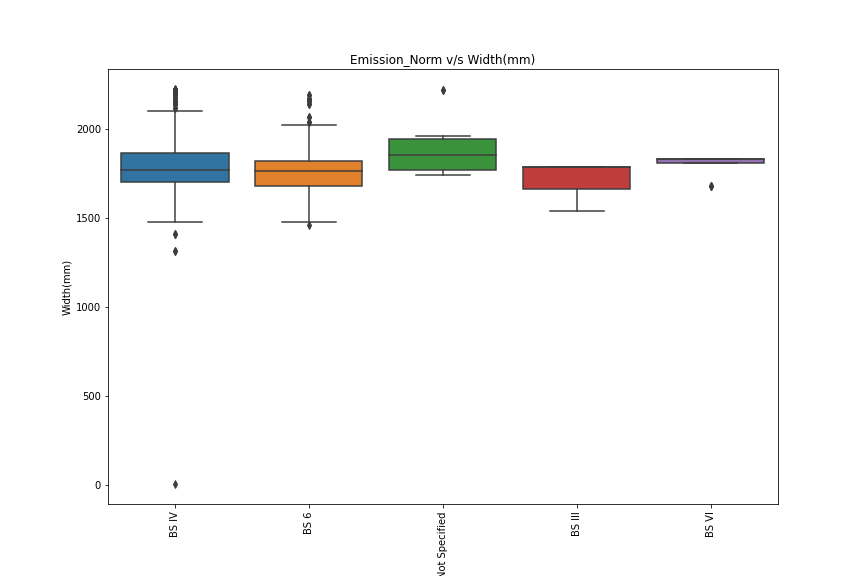 Emission_Norm v/s Width(mm)
Width(mm)
2000
1500
1000
500
0
BS IV
BS 6
Not Specified
BS III
BS VI